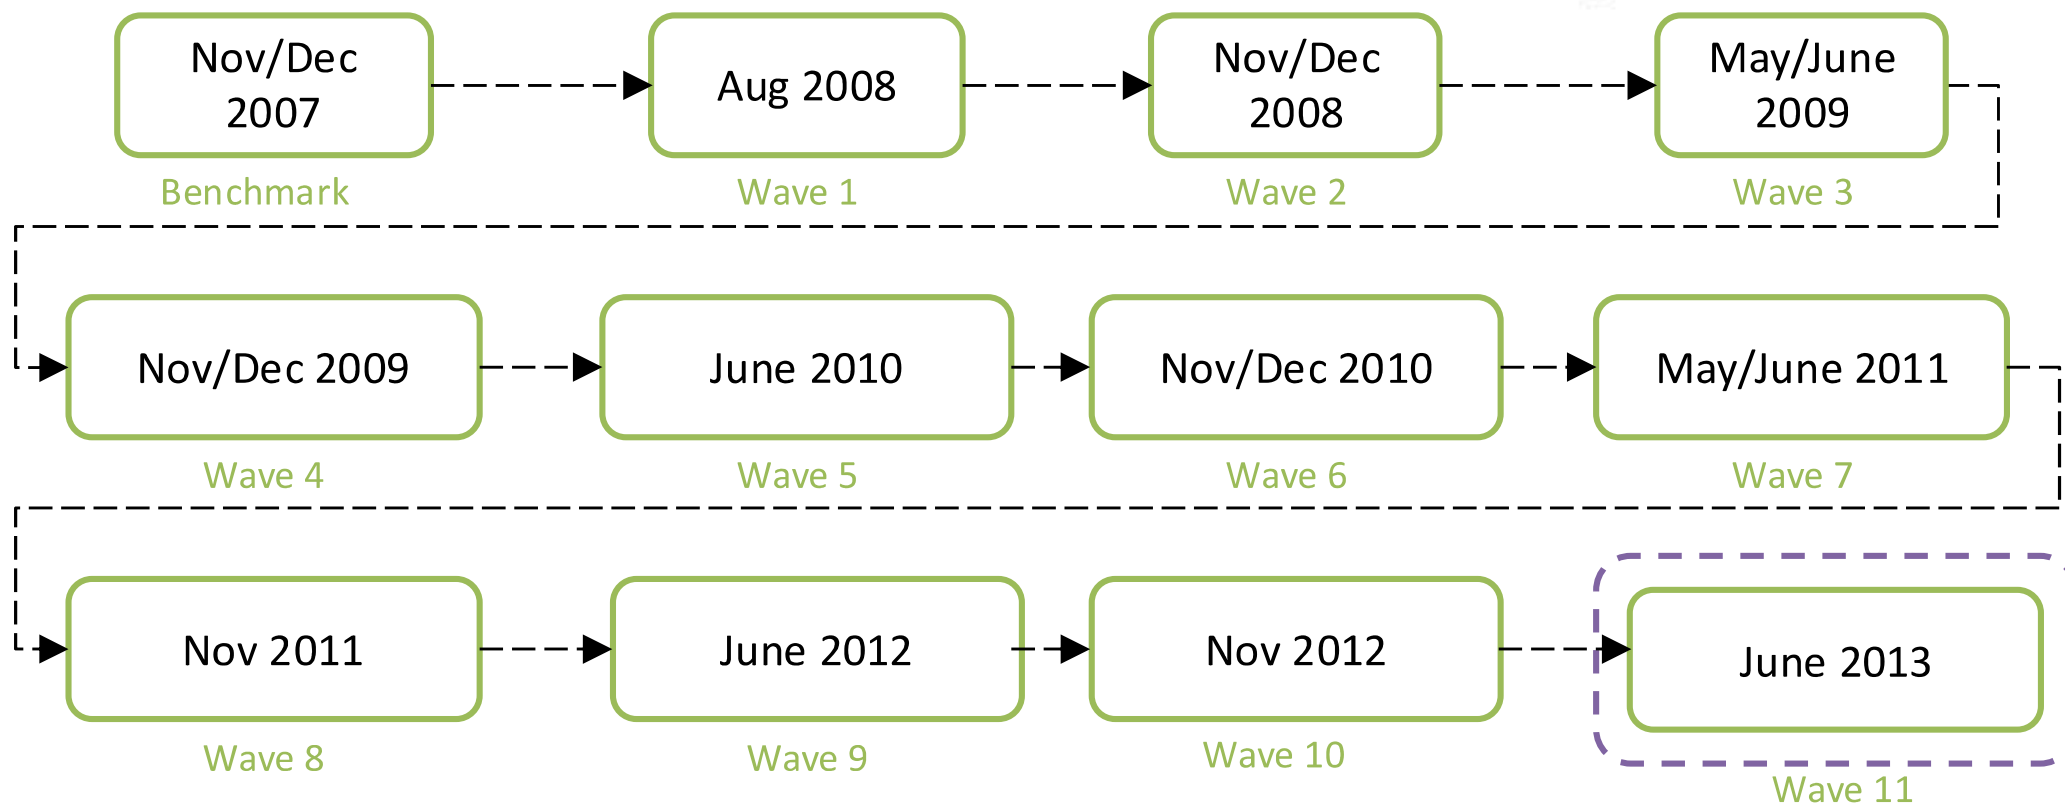 Nov/Dec
2007
Aug 2008
Nov/Dec
2008
May/June
2009
Benchmark
Wave 1
Wave 2
Wave 3
Nov/Dec 2009
June 2010
Nov/Dec 2010
May/June 2011
Wave 4
Wave 5
Wave 6
Wave 7
Nov 2011
June 2012
Nov 2012
June 2013
Wave 8
Wave 9
Wave 10
Wave 11